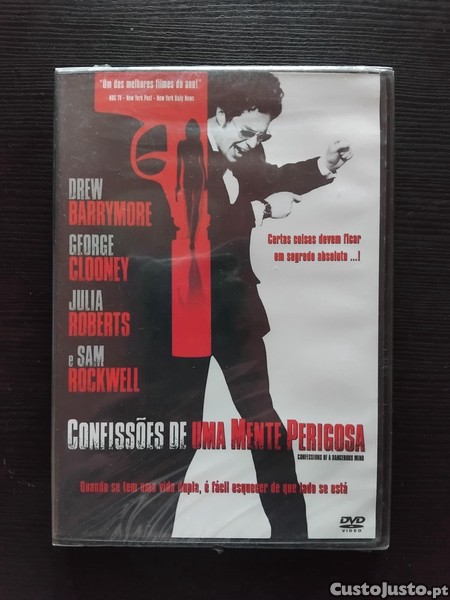 "Um dos melhores filmes do ano!"
NBC TV - New York Post - New York Daily News
DREW
BARRYMORE
GEORGE
CLOONEY
JULIA
ROBERTS
e SAM
ROCKWELL
Certas coisas devem ficar
em segredo absoluto ...!
CONFISSÕES DE UMA MENTE PERIGOSA
CONFESSIONS OF A DANGEROUS MIND
Quando se tem uma vida dupla, é fácil esquecer de que lado se está
DVD
VIDEO
CustoJusto.pt